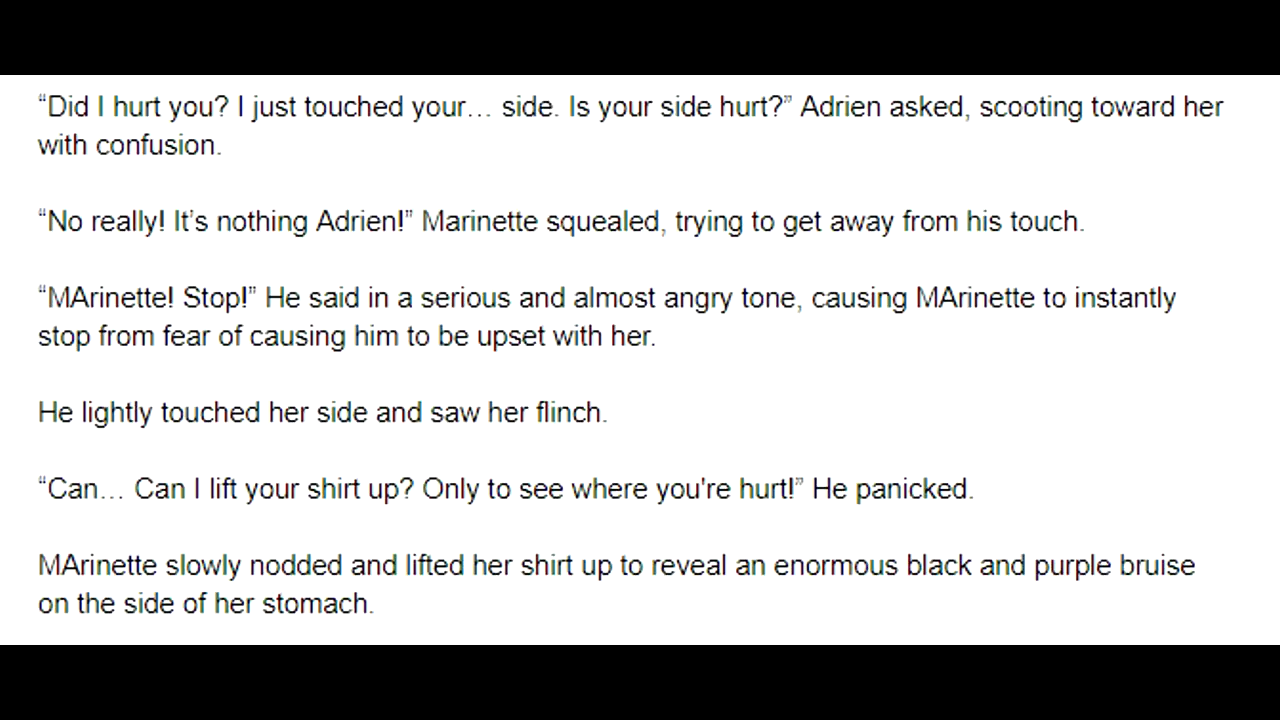 “Did I hurt you? I just touched your… side. Is your side hurt?” Adrien asked, scooting toward her
with confusion.
“No really! It’s nothing Adrien!” Marinette squealed, trying to get away from his touch.
“MArinette! Stop!” He said in a serious and almost angry tone, causing MArinette to instantly
stop from fear of causing him to be upset with her.
He lightly touched her side and saw her flinch.
“Can… Can I lift your shirt up? Only to see where you're hurt!” He panicked.
MArinette slowly nodded and lifted her shirt up to reveal an enormous black and purple bruise
on the side of her stomach.